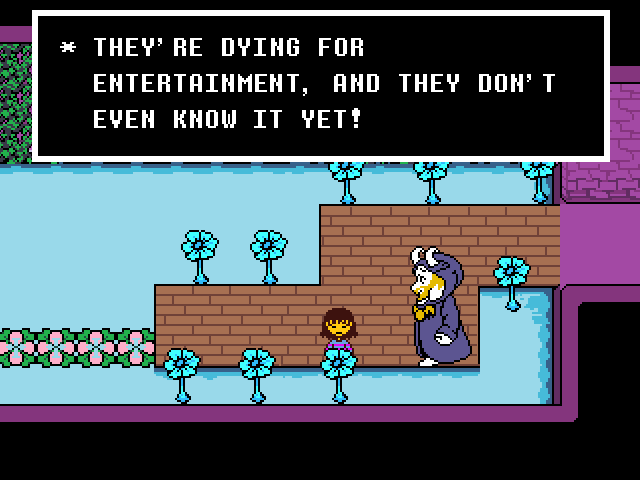 * THEY'RE DYING FOR
ENTERTAINMENT, AND THEY DON'T
EVEN KNOW IT YET!